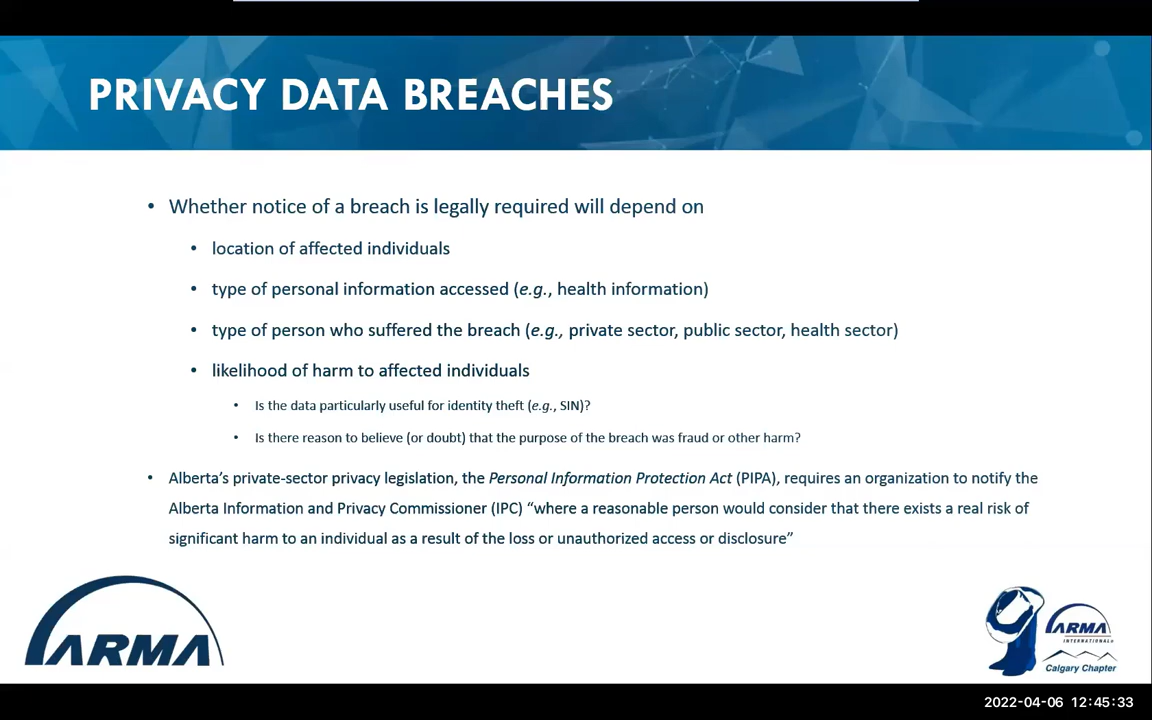 PRIVACY DATA BREACHES
• Whether notice of a breach is legally required will depend on
• location of affected individuals
• type of personal information accessed (e.g., health information)
• type of person who suffered the breach (e.g., private sector, public sector, health sector)
• likelihood of harm to affected individuals
• Is the data particularly useful for identity theft (e.g., SIN)?
• Is there reason to believe (or doubt) that the purpose of the breach was fraud or other harm?
• Alberta’s private-sector privacy legislation, the Personal Information Protection Act (PIPA), requires an organization to notify the
Alberta Information and Privacy Commissioner (IPC) “where a reasonable person would consider that there exists a real risk of
significant harm to an individual as a result of the loss or unauthorized access or disclosure”
ARMA
ARMA
INTERNATIONAL
Calgary Chapter
2022-04-06 12:45:33